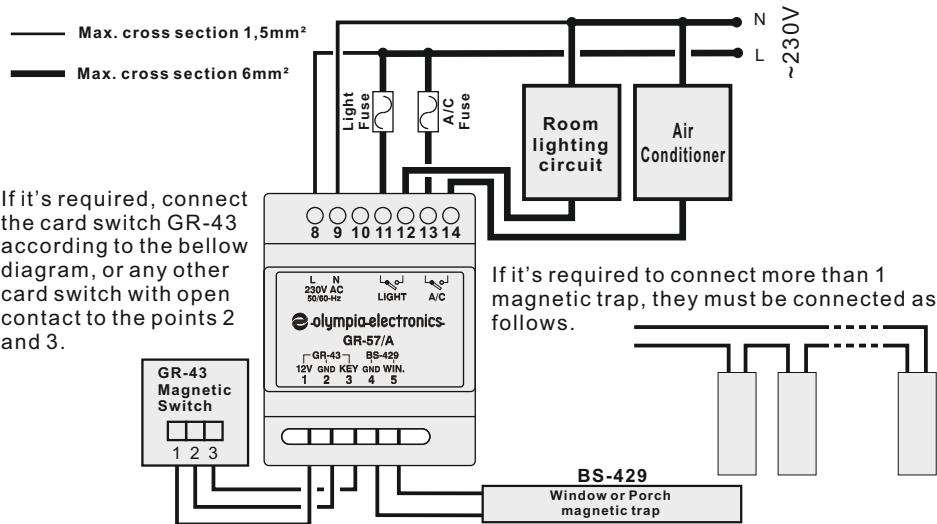 Max. cross section 1,5mm²
Max. cross section 6mm²
N
L
~230V
Light Fuse
A/C Fuse
Room
lighting
circuit
Air
Conditioner
If it's required, connect
the card switch GR-43
according to the bellow
diagram, or any other
card switch with open
contact to the points 2
and 3.
8 9 10 11 12 13 14
L N
230V AC
50/60-Hz
LIGHT
A/C
olympia-electronics
GR-57/A
GR-43 BS-429
12V GND KEY GND WIN.
1 2 3 4 5
If it's required to connect more than 1
magnetic trap, they must be connected as
follows.
GR-43
Magnetic
Switch
1 2 3
BS-429
Window or Porch
magnetic trap